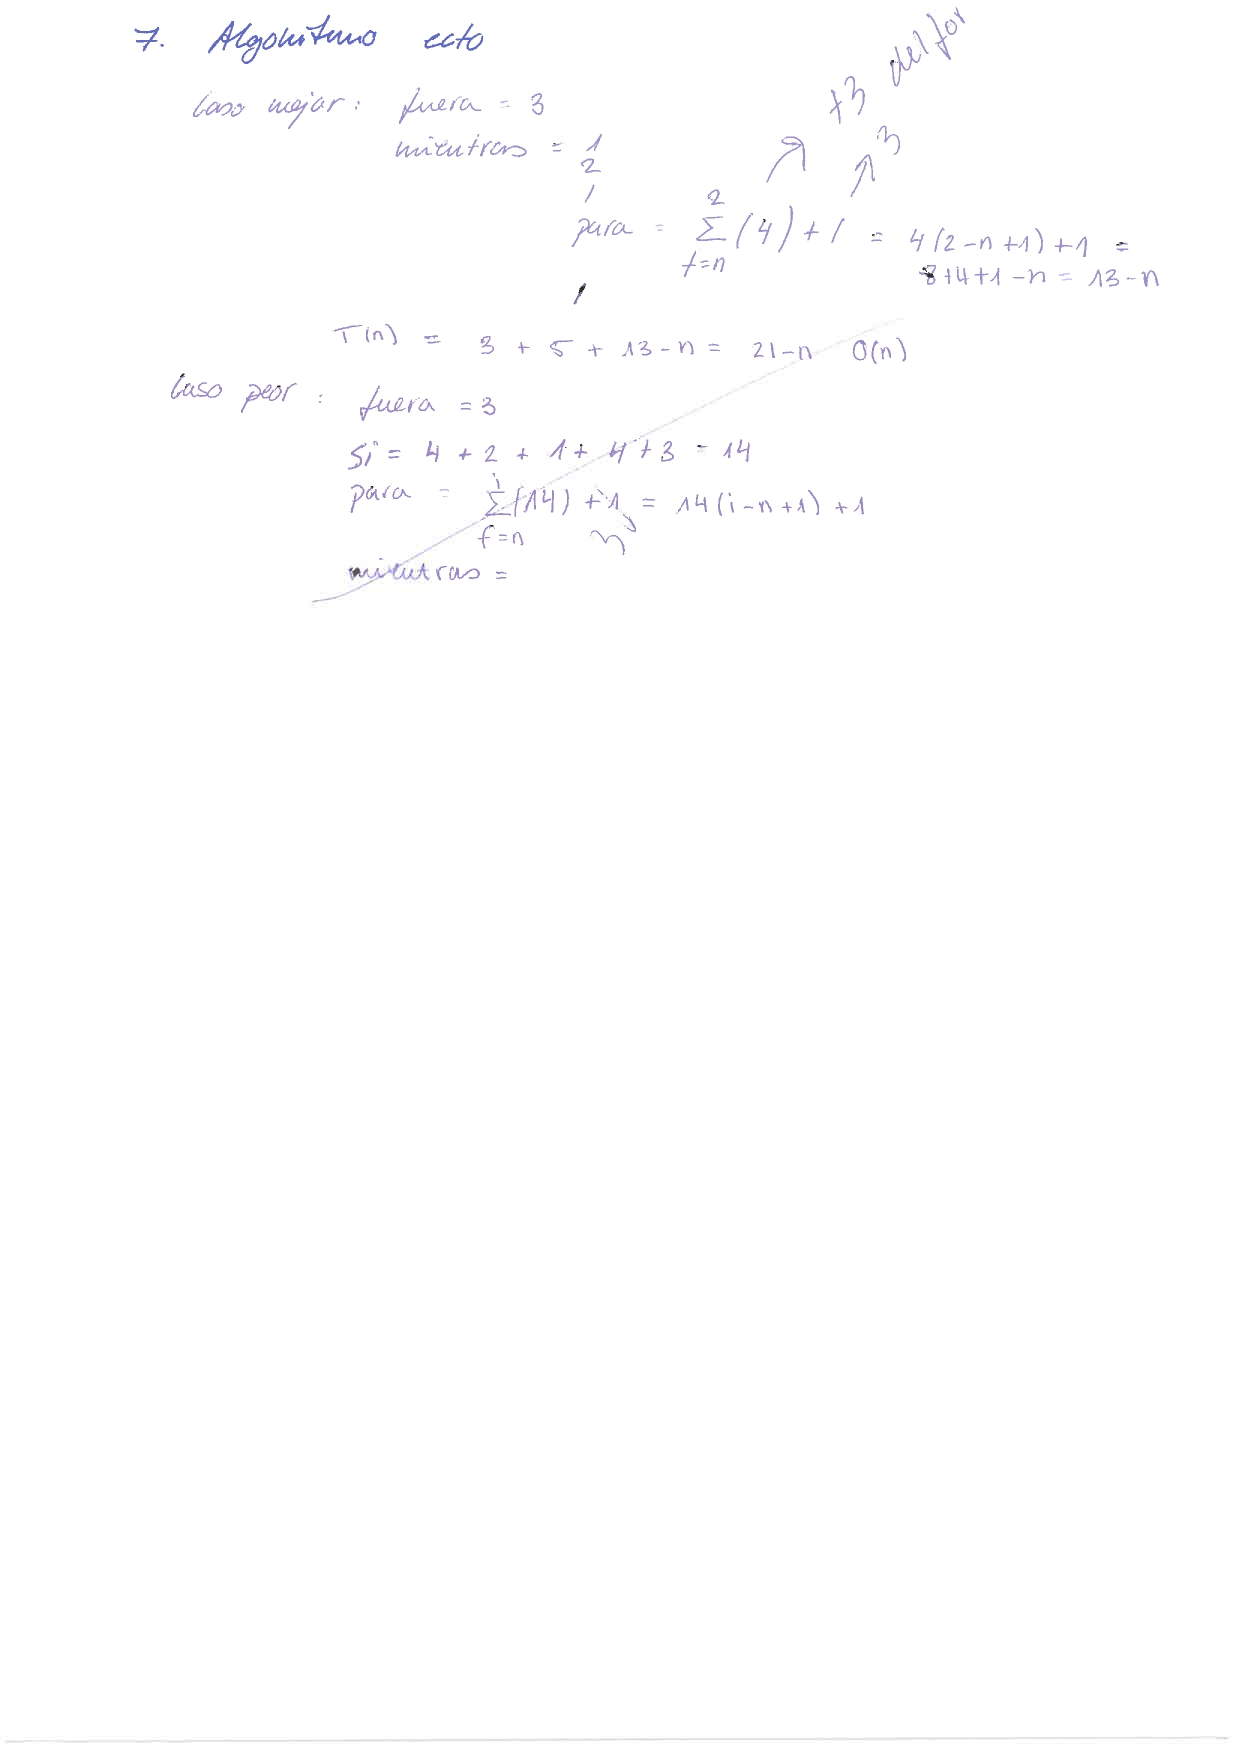 7. Algoritmo ecto
+3 del for
Caso mejor: fuera = 3
3
mientras = 1
2
1
para = 2 Σ f=n (4) + 1 = 4(2-n+1)+1 =
8+4+1-n = 13-n
T(n) = 3 + 5 + 13-n = 21-n O(n)
Caso peor: fuera = 3
Si = 4 + 2 + 1 + 4 + 3 = 14
para = i Σ f=n (14) + 1 = 14(i-n+1)+1
3
mientras =